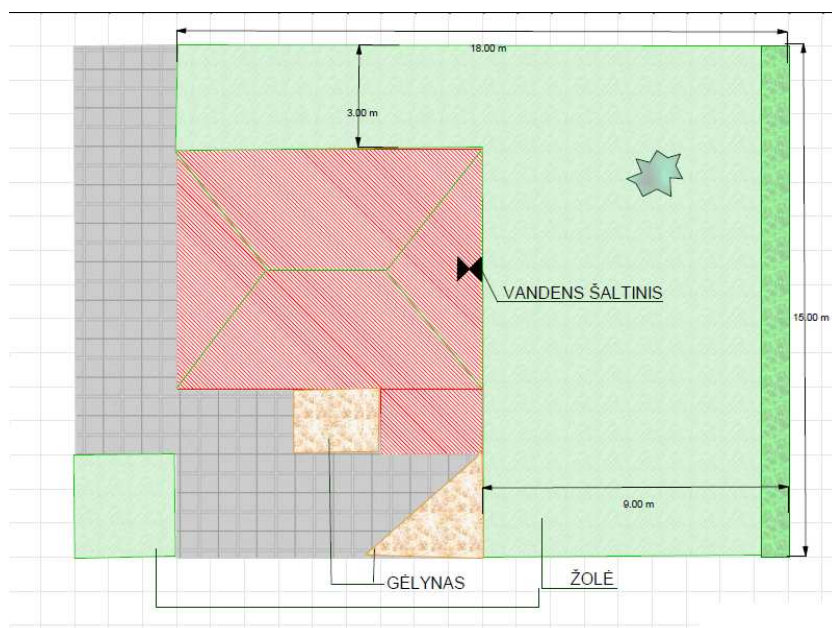 18.00 m
3.00 m
VANDENS ŠALTINIS
15.00 m
9.00 m
GĖLYNAS
ŽOLĖ